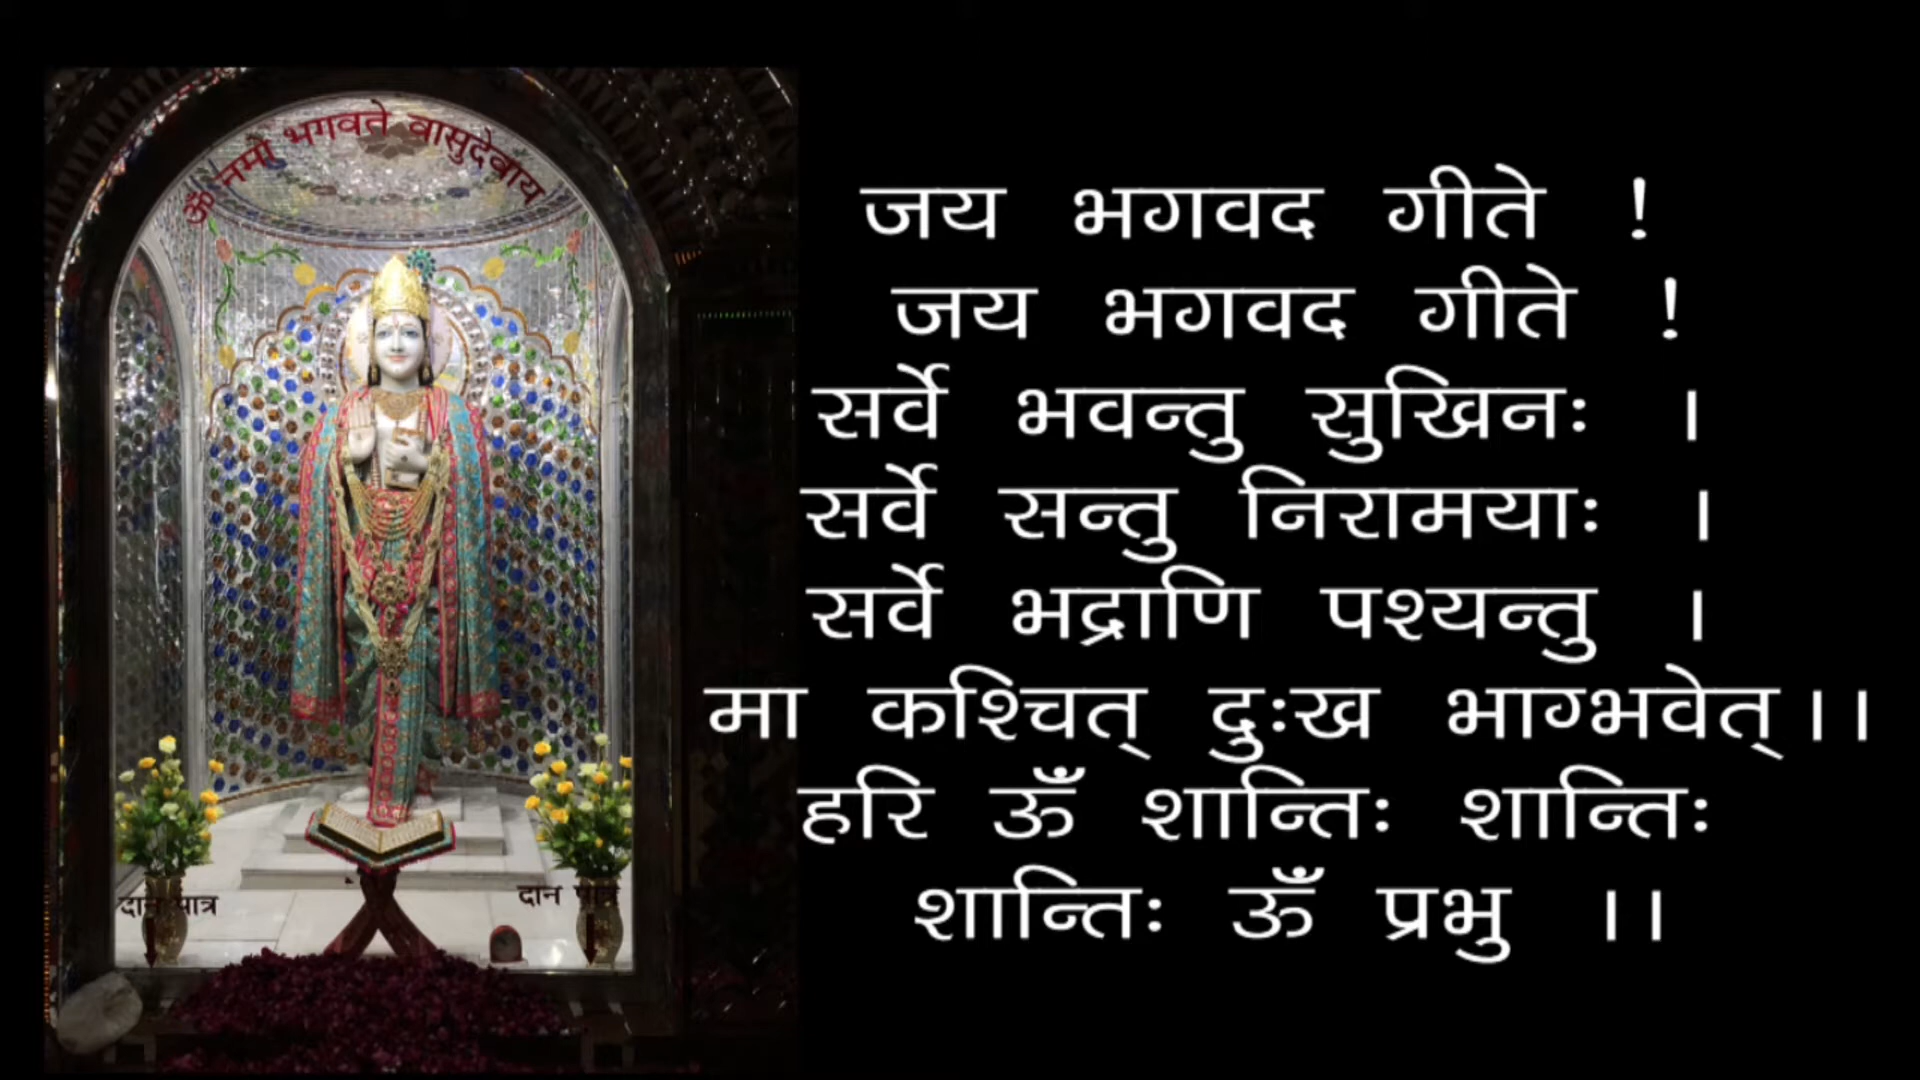 ॐ नमो भगवते वासुदेवाय
जय भगवद गीते !
जय भगवद गीते !
सर्वे भवन्तु सुखिनः ।
सर्वे सन्तु निरामयाः ।
सर्वे भद्राणि पश्यन्तु ।
मा कश्चित् दुःख भाग्भवेत् ।।
हरि ऊँ शान्तिः शान्तिः
शान्तिः ऊँ प्रभु ।।
दान पात्र
दान पात्र